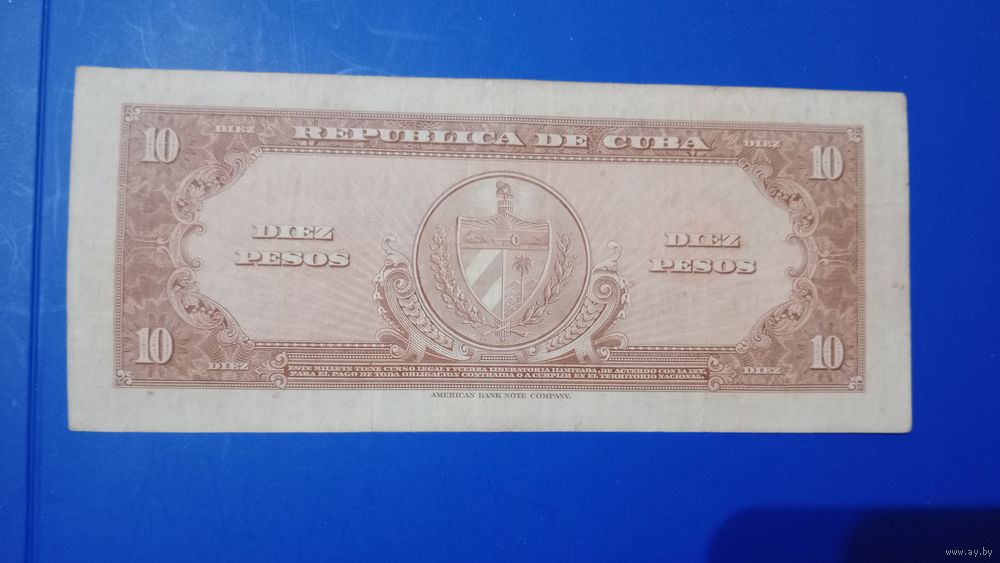 10 DIEZ REPUBLICA DE CUBA DIEZ 10
DIEZ PESOS
DIEZ PESOS
10 DIEZ DIEZ 10
ESTE BILLETE TIENE CURSO LEGAL Y FUERZA LIBERATORIA ILIMITADA, DE ACUERDO CON LA LEY,
PARA EL PAGO DE TODA OBLIGACION CONTRAIDA O A CUMPLIR EN EL TERRITORIO NACIONAL.
AMERICAN BANK NOTE COMPANY.
www.ay.by